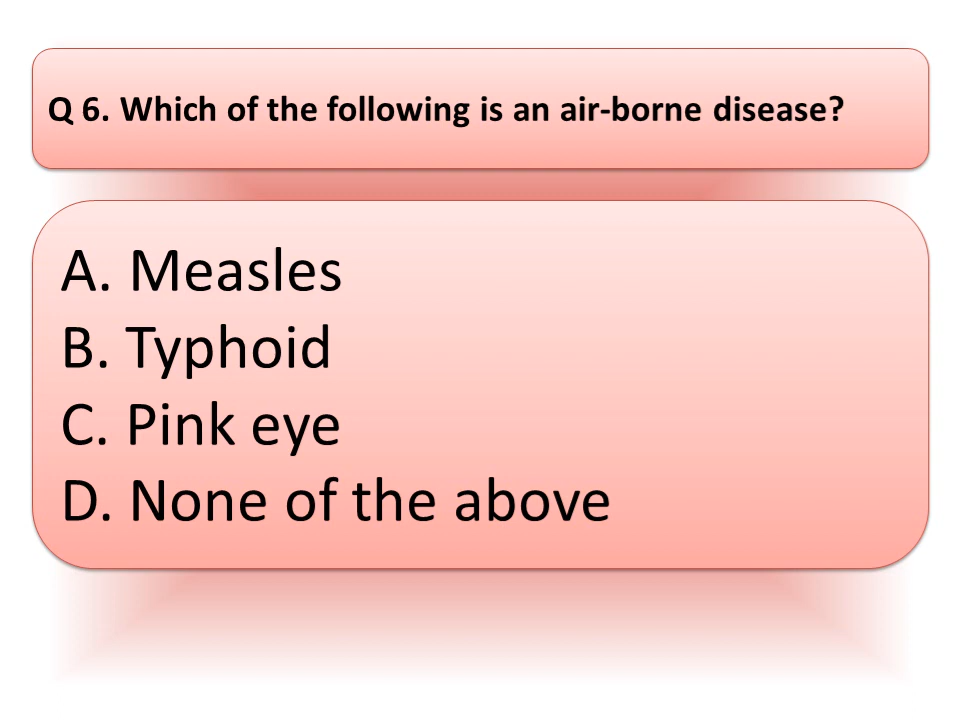 Q 6. Which of the following is an air-borne disease?
A. Measles
B. Typhoid
C. Pink eye
D. None of the above